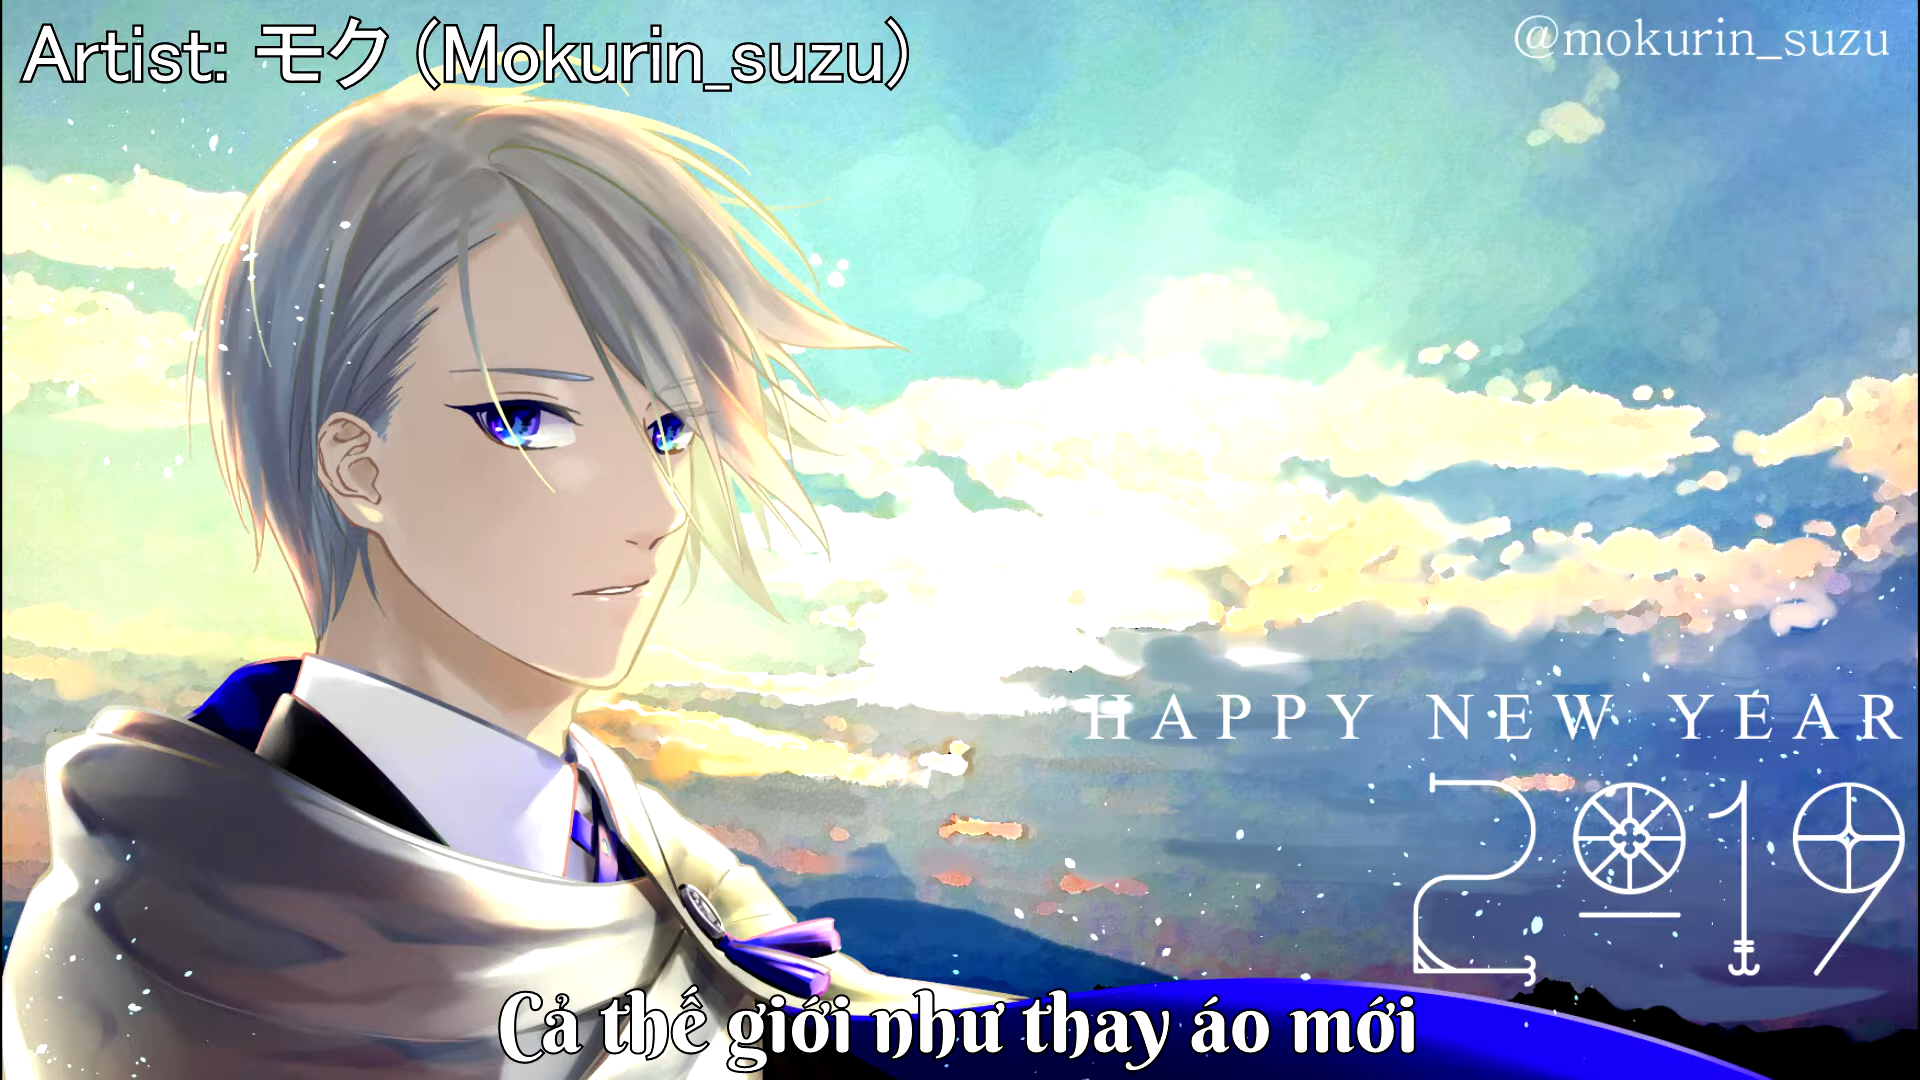 Artist: モク (Mokurin_suzu)
@mokurin_suzu
HAPPY NEW YEAR
2019
Cả thế giới như thay áo mới